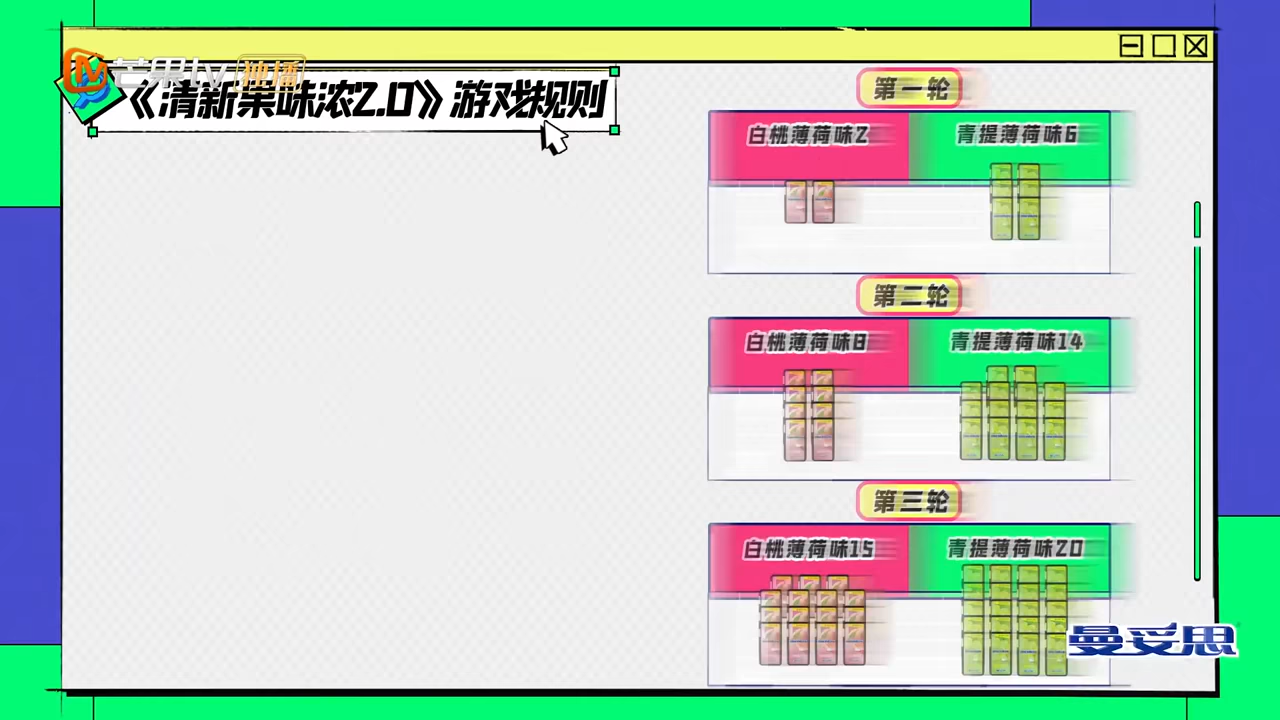 芒果tv 独播
《清新果味浓2.0》游戏规则
第一轮
白桃薄荷味2
青提薄荷味6
第二轮
白桃薄荷味8
青提薄荷味14
第三轮
白桃薄荷味15
青提薄荷味20
曼妥思